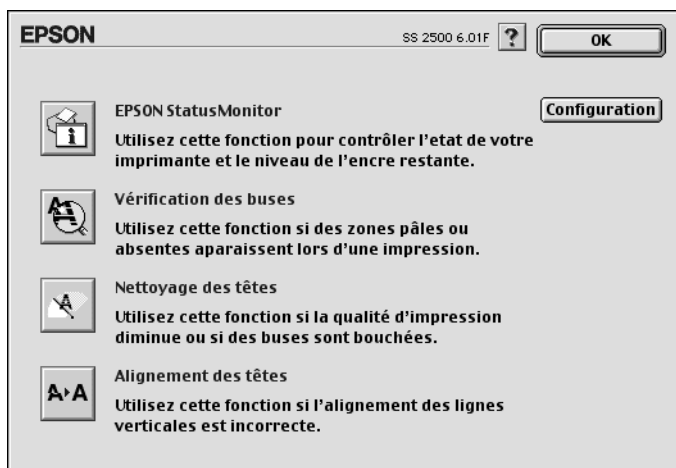 EPSON
SS 2500 6.01F
?
OK
EPSON StatusMonitor
Configuration
Utilisez cette fonction pour contrôler l'etat de votre
imprimante et le niveau de l'encre restante.
Vérification des buses
Utilisez cette fonction si des zones pâles ou
absentes aparaissent lors d'une impression.
Nettoyage des têtes
Utilisez cette fonction si la qualité d'impression
diminue ou si des buses sont bouchées.
Alignement des têtes
Utilisez cette fonction si l'alignement des lignes
verticales est incorrecte.